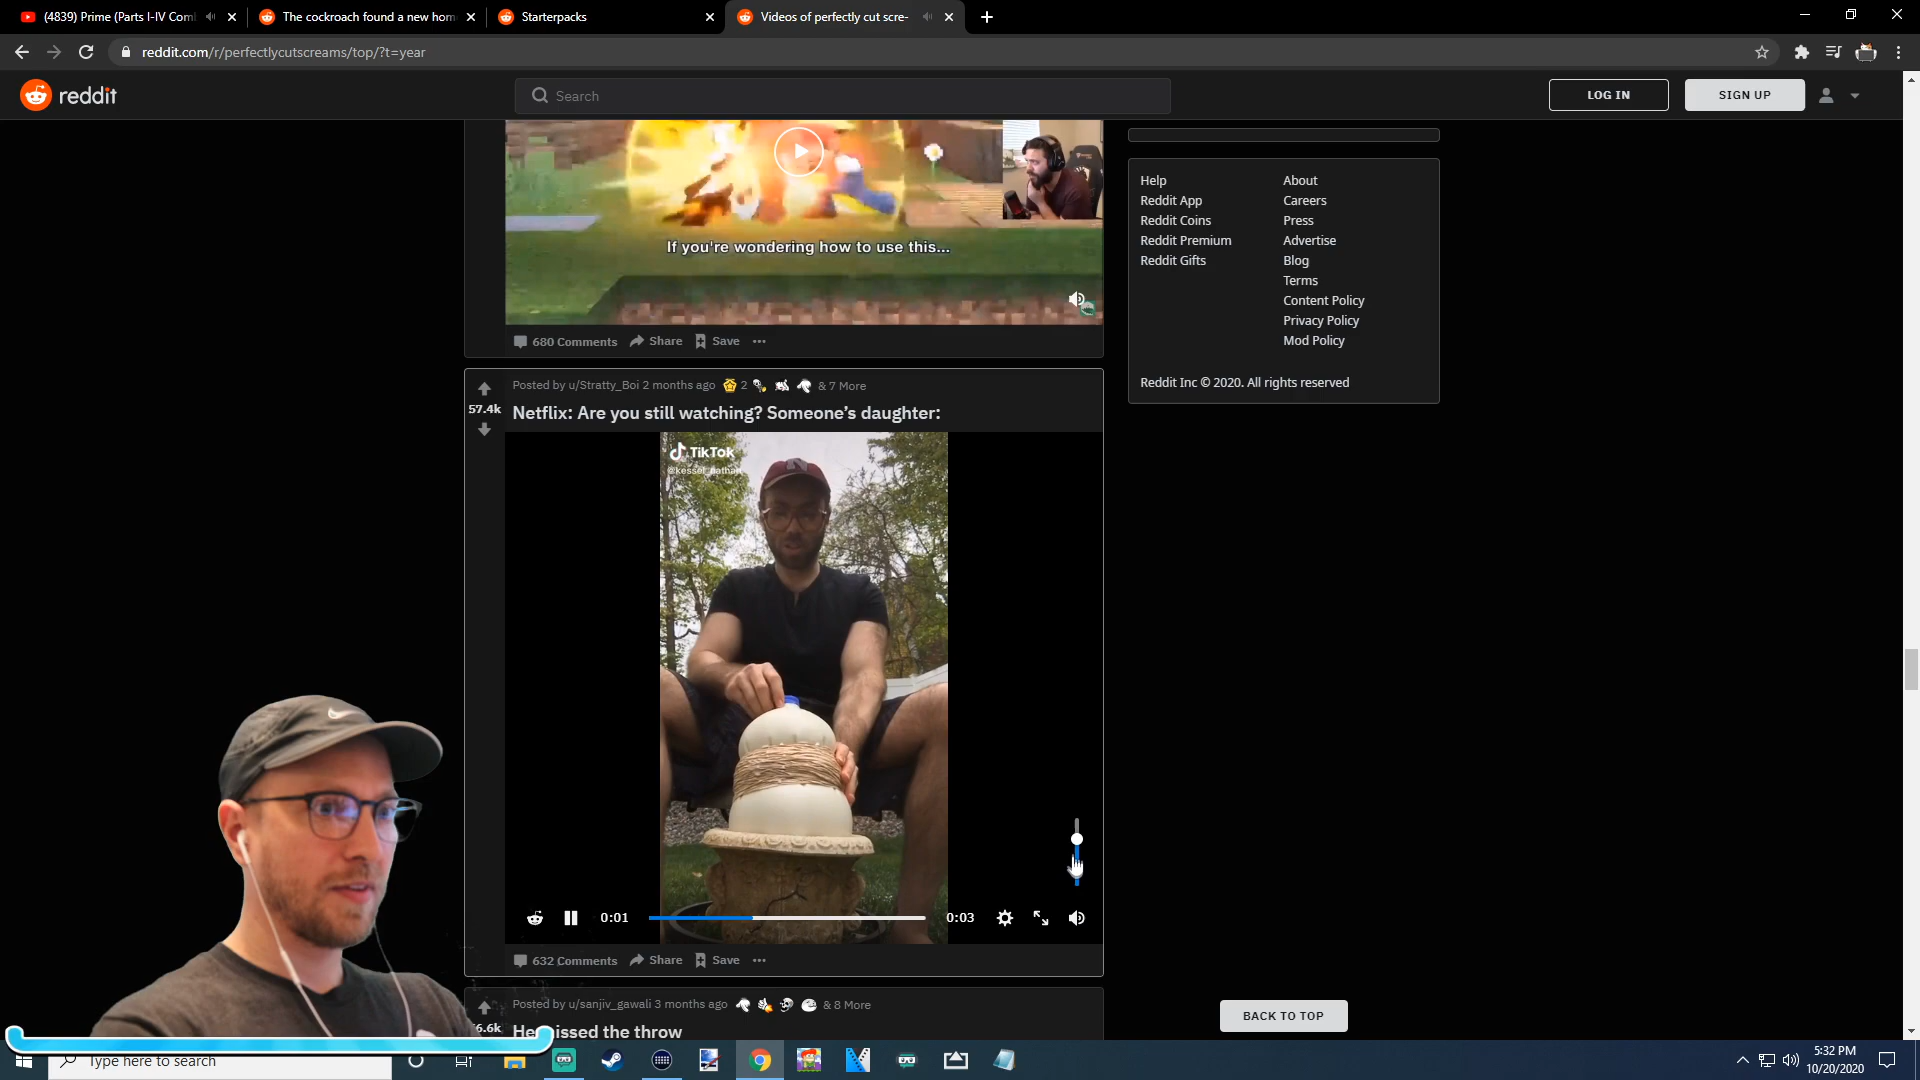 (4839) Prime (Parts I-IV Com
The cockroach found a new hom
Starterpacks
Videos of perfectly cut scre-
reddit.com/r/perfectlycutscreams/top/?t=year
reddit
Search
LOG IN
SIGN UP
If you're wondering how to use this...
680 Comments
Share
Save
Help
About
Reddit App
Careers
Reddit Coins
Press
Reddit Premium
Advertise
Reddit Gifts
Blog
Terms
Content Policy
Privacy Policy
Mod Policy
Reddit Inc © 2020. All rights reserved
Posted by u/Stratty_Boi 2 months ago 2 & 7 More
57.4k
Netflix: Are you still watching? Someone's daughter:
TikTok
0:01
0:03
632 Comments
Share
Save
Posted by u/sanjiv_gawali 3 months ago & 8 More
6.6k
He missed the throw
BACK TO TOP
Type here to search
5:32 PM
10/20/2020